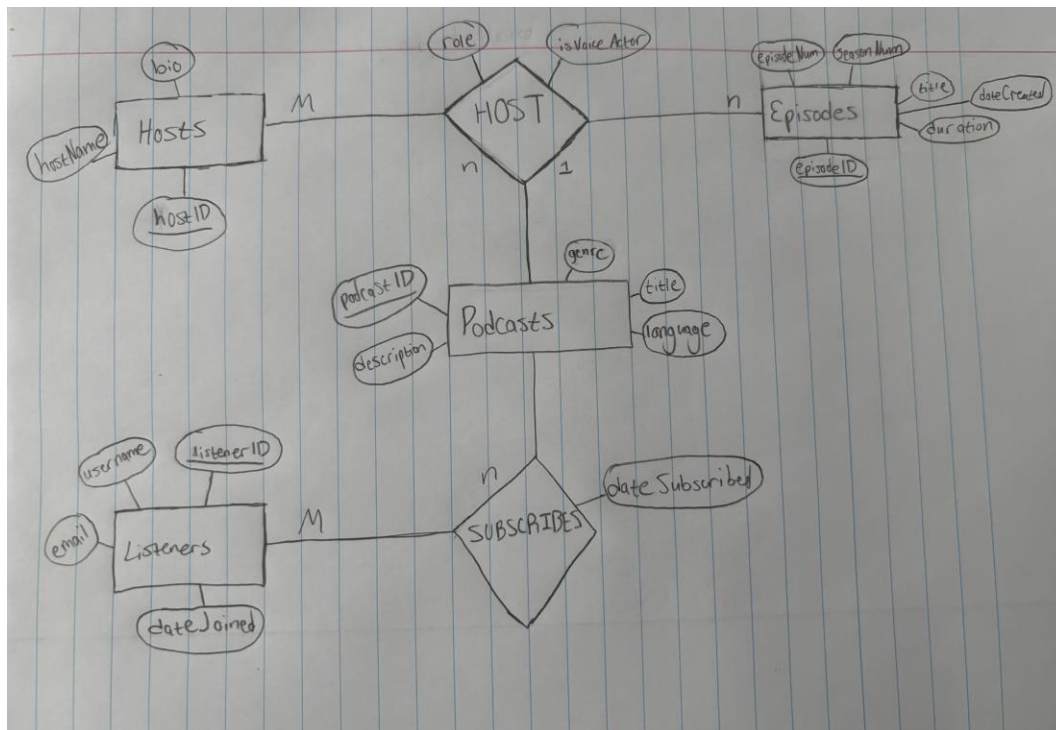 role
isVoiceActor
bio
episodeNum
seasonNum
title
dateCreated
M
HOST
n
Episodes
Hosts
duration
hostName
n
1
episodeID
hostID
genre
podcastID
title
Podcasts
language
description
username
listenerID
n
dateSubscribed
M
SUBSCRIBES
email
Listeners
dateJoined